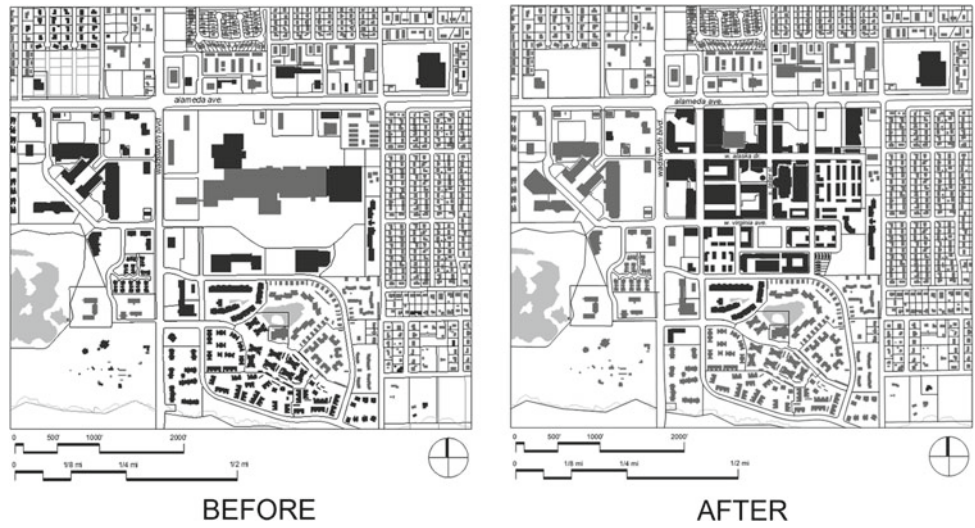 alameda ave.
wadsworth blvd.
0 500' 1000' 2000'
0 1/8 mi 1/4 mi 1/2 mi
BEFORE
alameda ave.
wadsworth blvd.
w. alaska dr.
w. virginia ave.
0 500' 1000' 2000'
0 1/8 mi 1/4 mi 1/2 mi
AFTER